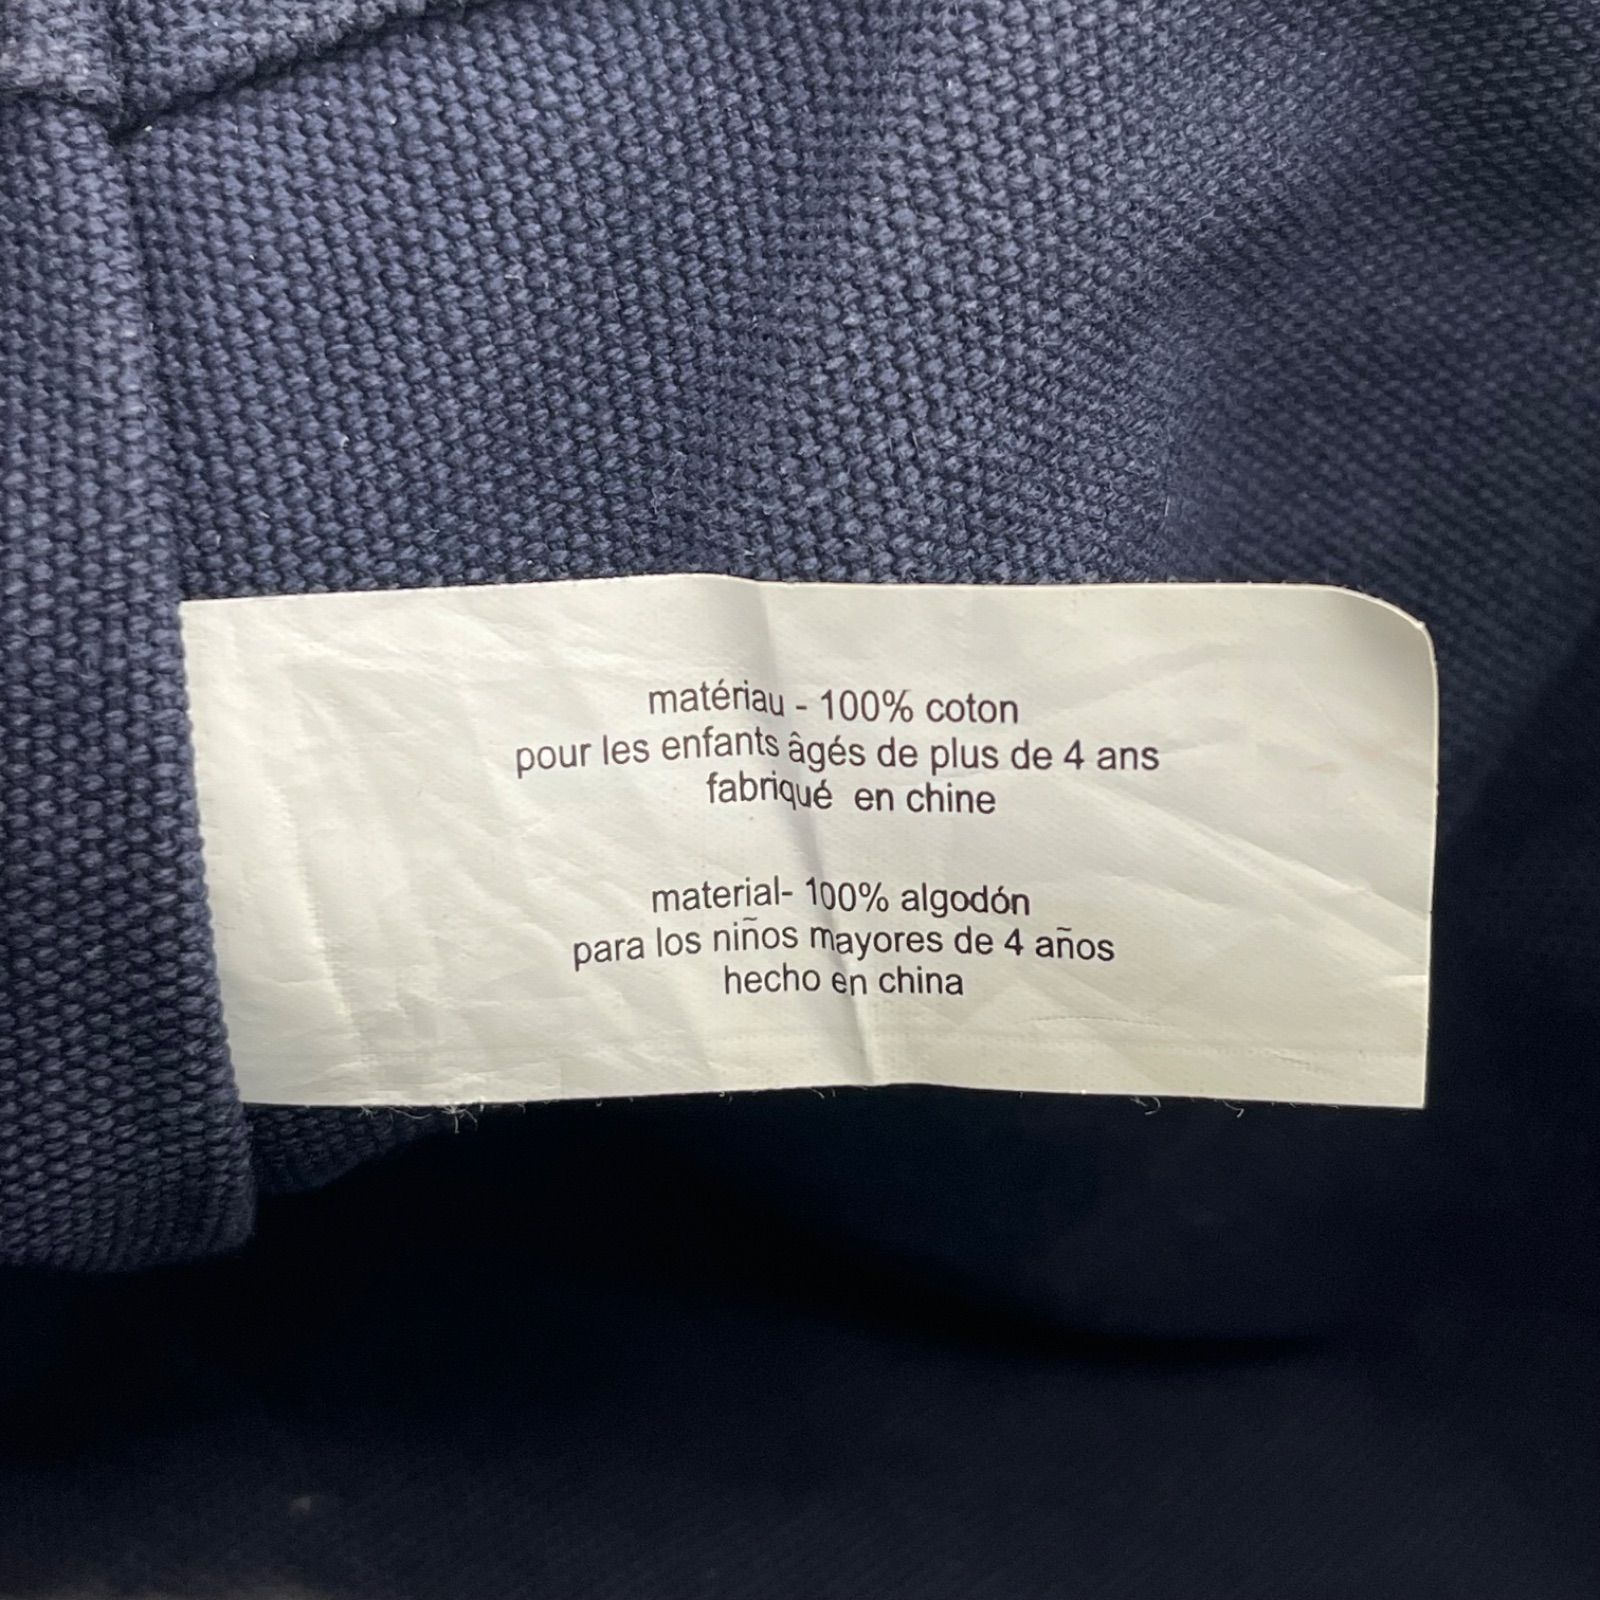 matériau - 100% coton
pour les enfants âgés de plus de 4 ans
fabriqué en chine
material- 100% algodón
para los niños mayores de 4 años
hecho en china